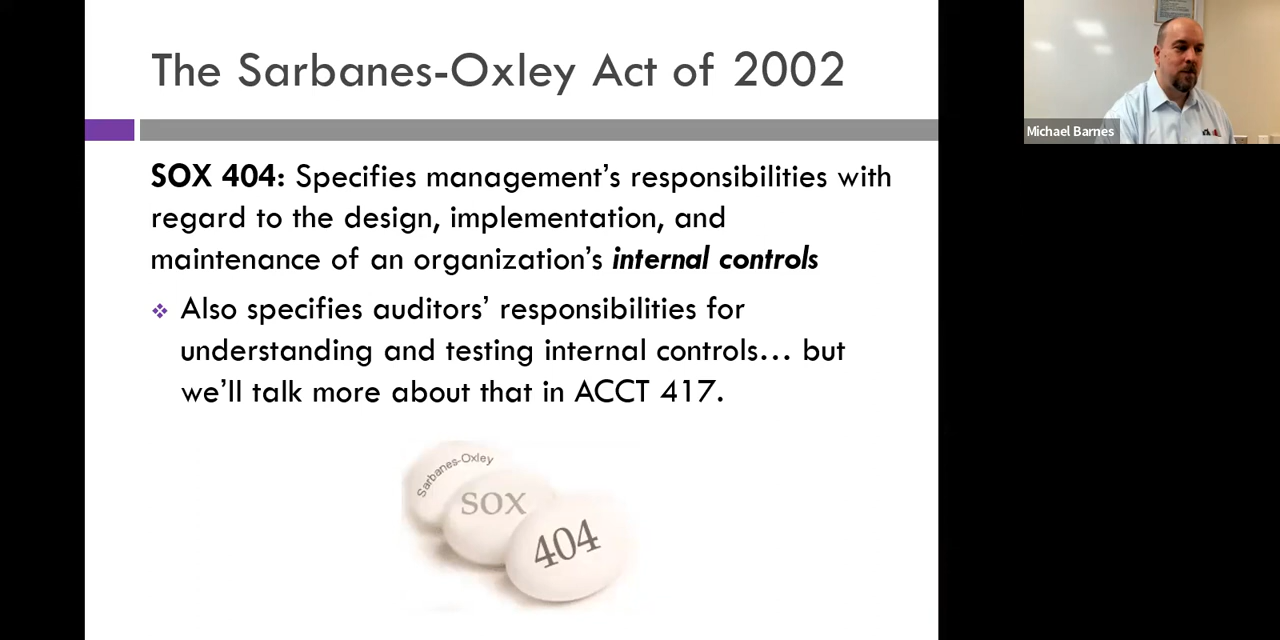 The Sarbanes-Oxley Act of 2002
SOX 404: Specifies management’s responsibilities with
regard to the design, implementation, and
maintenance of an organization’s internal controls
Also specifies auditors’ responsibilities for
understanding and testing internal controls… but
we’ll talk more about that in ACCT 417.
Sarbanes-Oxley
SOX
404
Michael Barnes